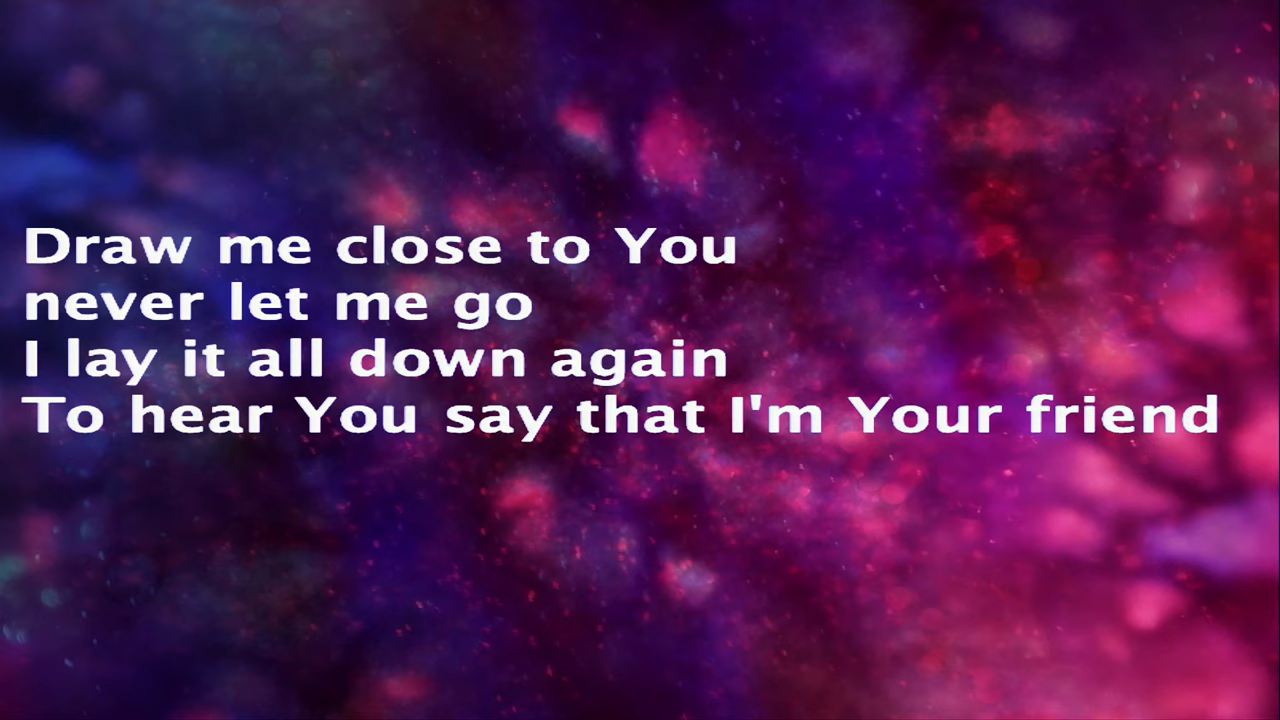 Draw me close to You
never let me go
I lay it all down again
To hear You say that I'm Your friend